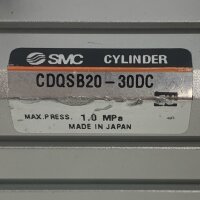 SMC CYLINDER
CDQSB20-30DC
MAX.PRESS. 1.0 MPa
MADE IN JAPAN